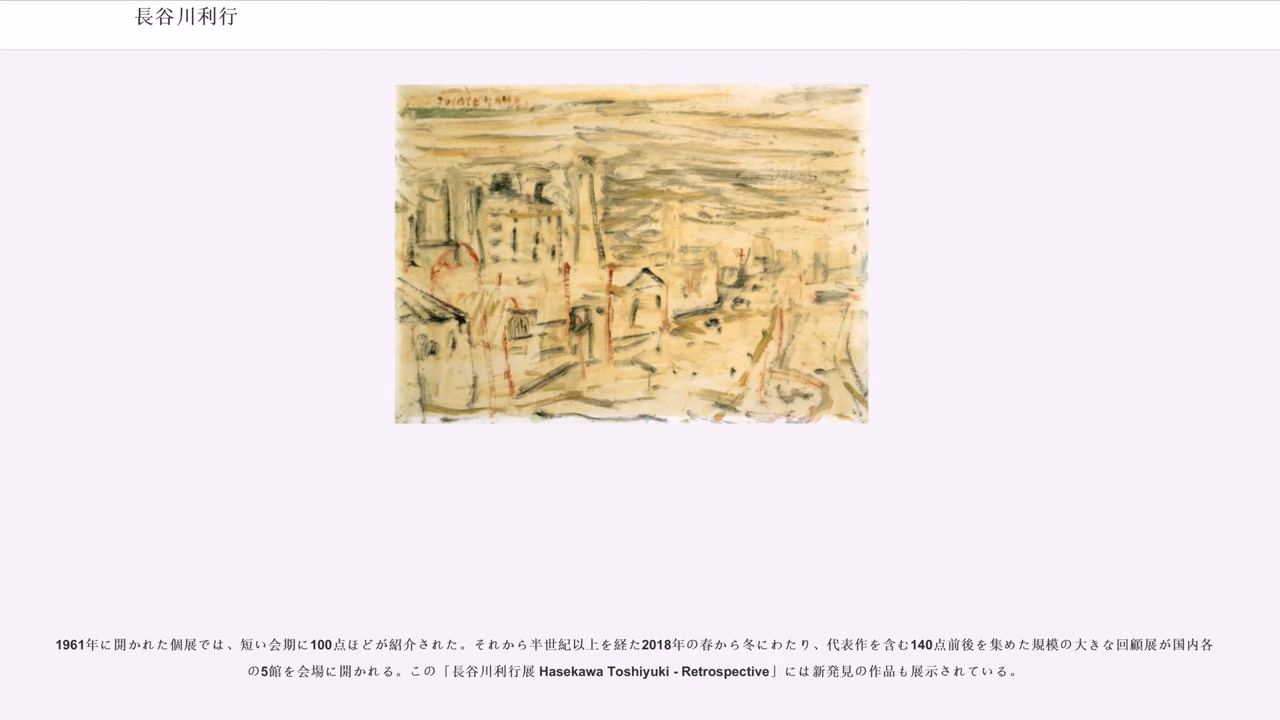 長谷川利行
1961年に開かれた個展では、短い会期に100点ほどが紹介された。それから半世紀以上を経た2018年の春から冬にわたり、代表作を含む140点前後を集めた規模の大きな回顧展が国内各
の5館を会場に開かれる。この「長谷川利行展 Hasekawa Toshiyuki - Retrospective」には新発見の作品も展示されている。